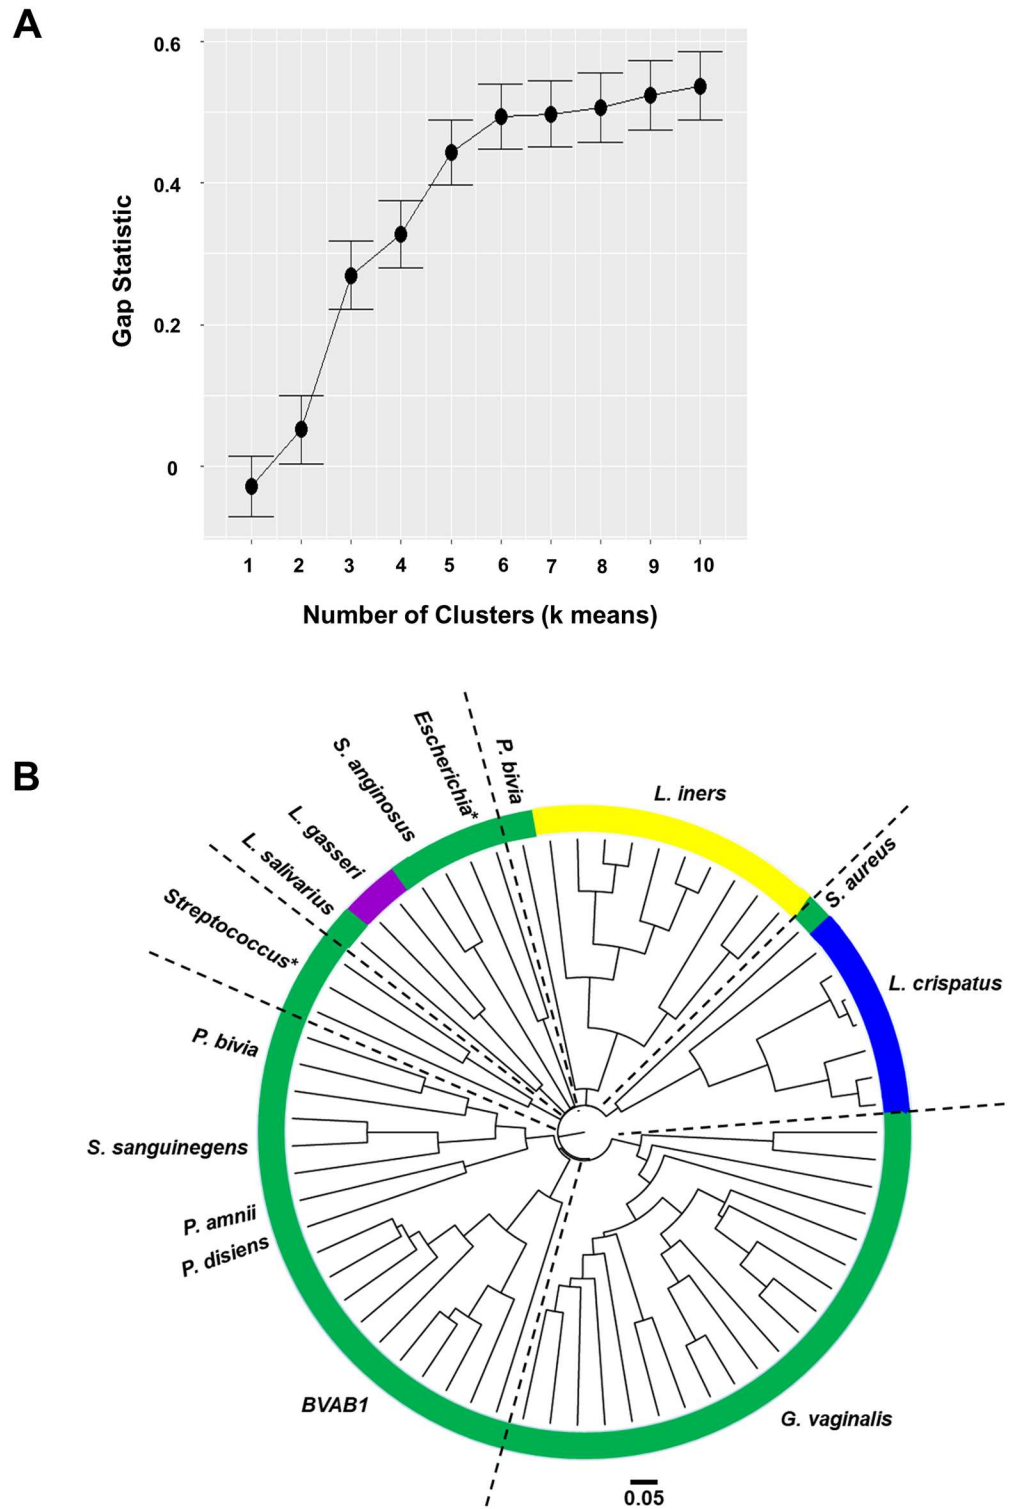 A
0.6
0.4
0.2
0
Gap Statistic
1 2 3 4 5 6 7 8 9 10
Number of Clusters (k means)
B
Streptococcus*
L. salivarius
L. gasseri
S. anginosus
Escherichia*
P. bivia
L. iners
S. aureus
L. crispatus
P. bivia
S. sanguinegens
P. amnii
P. disiens
BVAB1
G. vaginalis
0.05